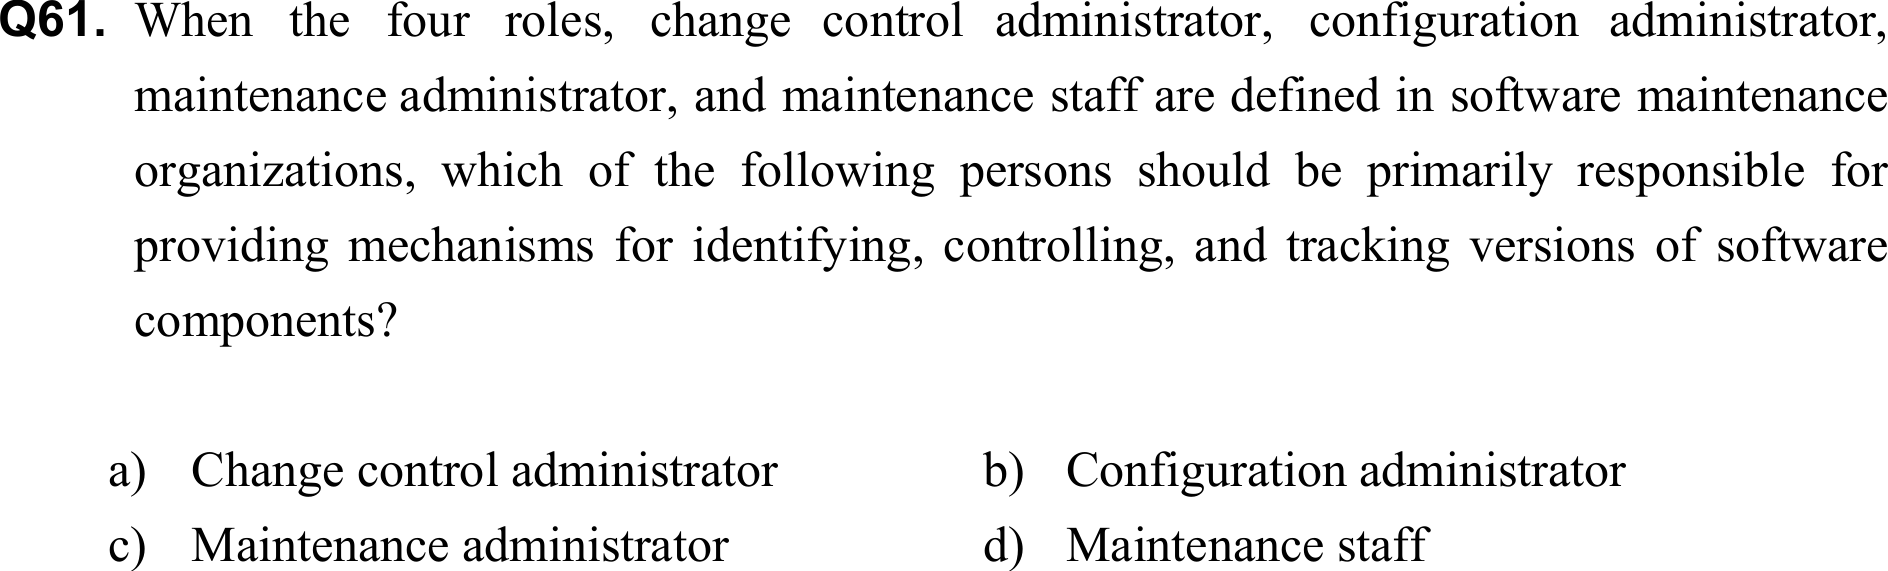 Q61. When the four roles, change control administrator, configuration administrator,
maintenance administrator, and maintenance staff are defined in software maintenance
organizations, which of the following persons should be primarily responsible for
providing mechanisms for identifying, controlling, and tracking versions of software
components?
a) Change control administrator b) Configuration administrator
c) Maintenance administrator d) Maintenance staff